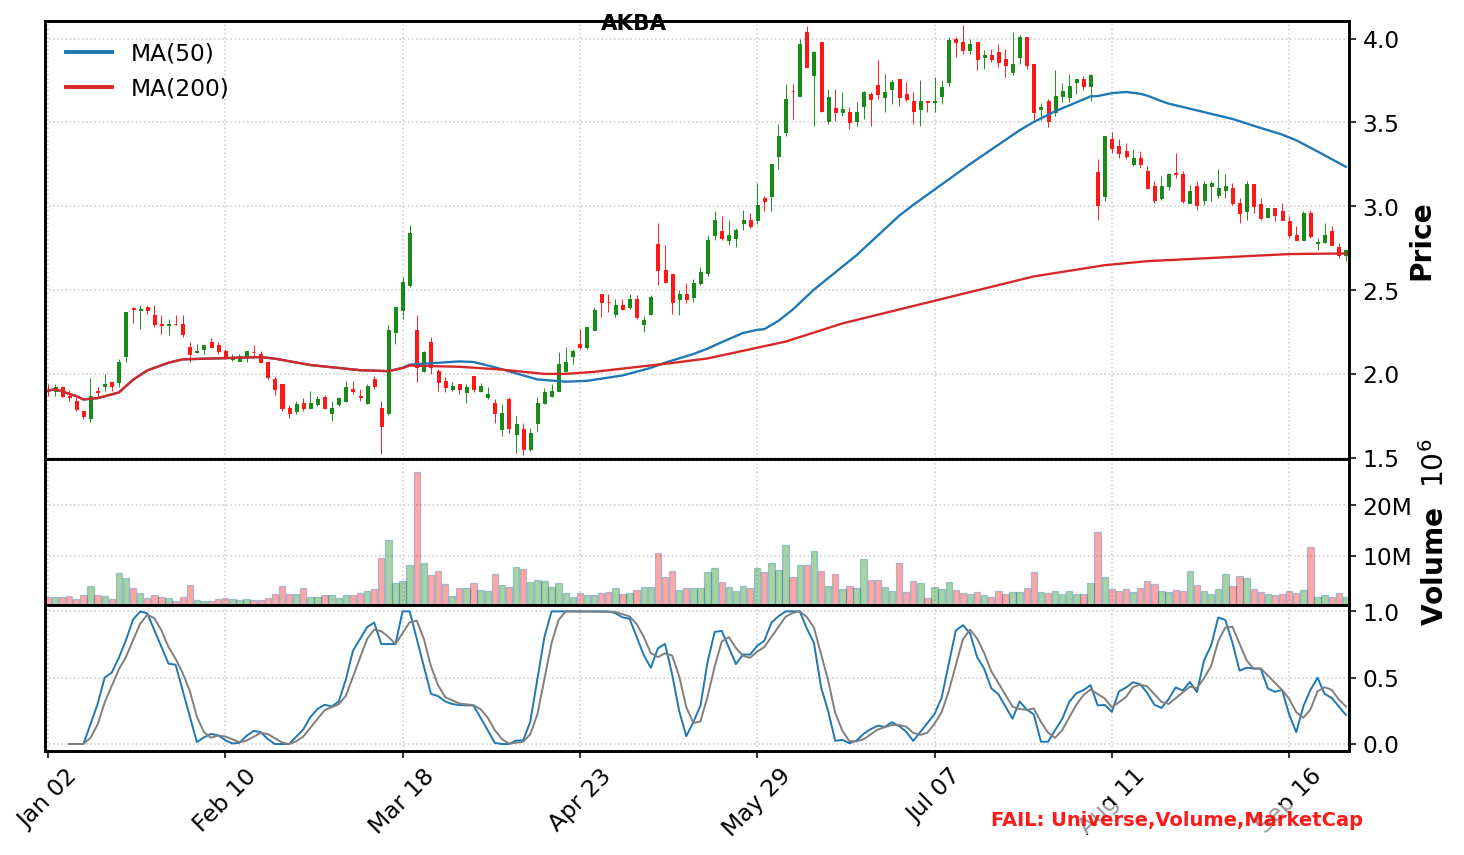 AKBA
MA(50)
MA(200)
4.0
3.5
3.0
2.5
2.0
1.5
Price
20M
10M
Volume 10^6
1.0
0.5
0.0
Jan 02
Feb 10
Mar 18
Apr 23
May 29
Jul 07
Aug 11
Sep 16
FAIL: Universe,Volume,MarketCap